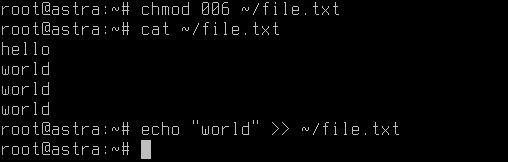 root@astra:~# chmod 006 ~/file.txt
root@astra:~# cat ~/file.txt
hello
world
world
world
root@astra:~# echo "world" >> ~/file.txt
root@astra:~#